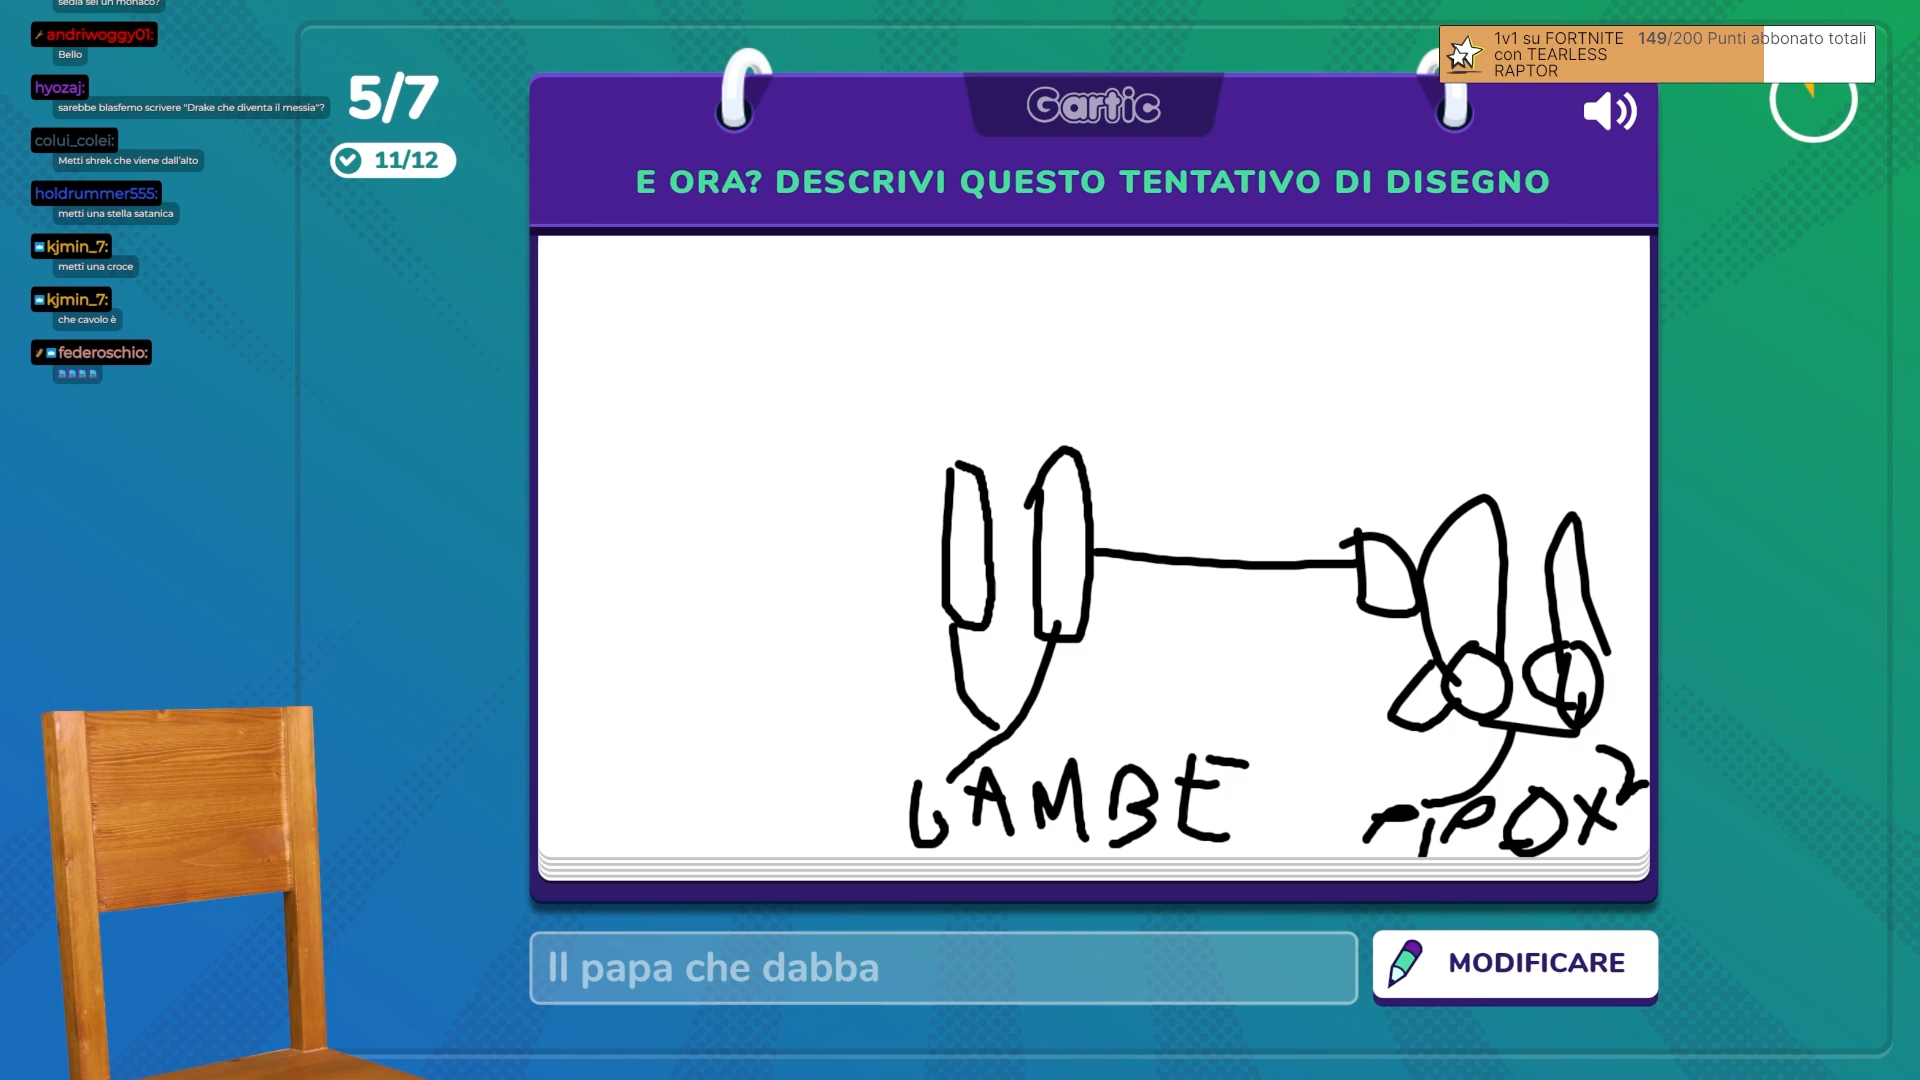 sedia sei un monaco?
andriwoggy01:
Bello
hyozaj:
sarebbe blasfemo scrivere "Drake che diventa il messia"?
colui_colei:
Metti shrek che viene dall'alto
holdrummer555:
metti una stella satanica
kjmin_7:
metti una croce
kjmin_7:
che cavolo è
federoschio:
5/7
11/12
Gartic
1v1 su FORTNITE
con TEARLESS
RAPTOR
149/200 Punti abbonato totali
E ORA? DESCRIVI QUESTO TENTATIVO DI DISEGNO
GAMBE
PIPOX²
Il papa che dabba
MODIFICARE